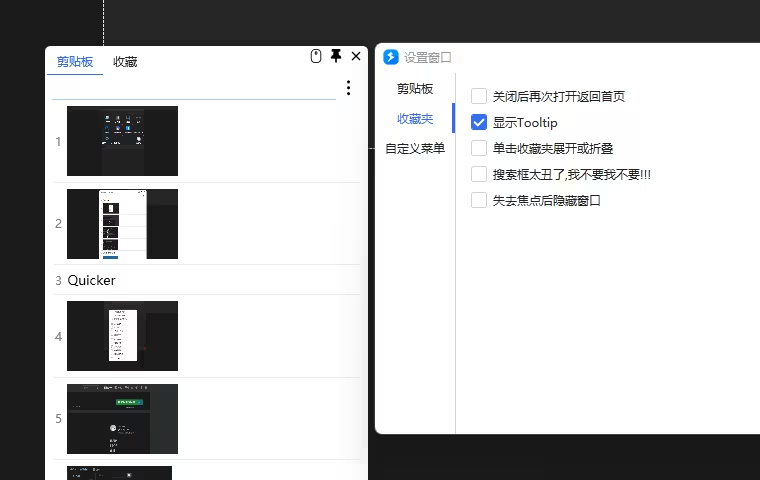 剪贴板 收藏
1
2
3 Quicker
4
5
设置窗口
剪贴板
收藏夹
自定义菜单
关闭后再次打开返回首页
显示Tooltip
单击收藏夹展开或折叠
搜索框太丑了,我不要我不要!!!
失去焦点后隐藏窗口